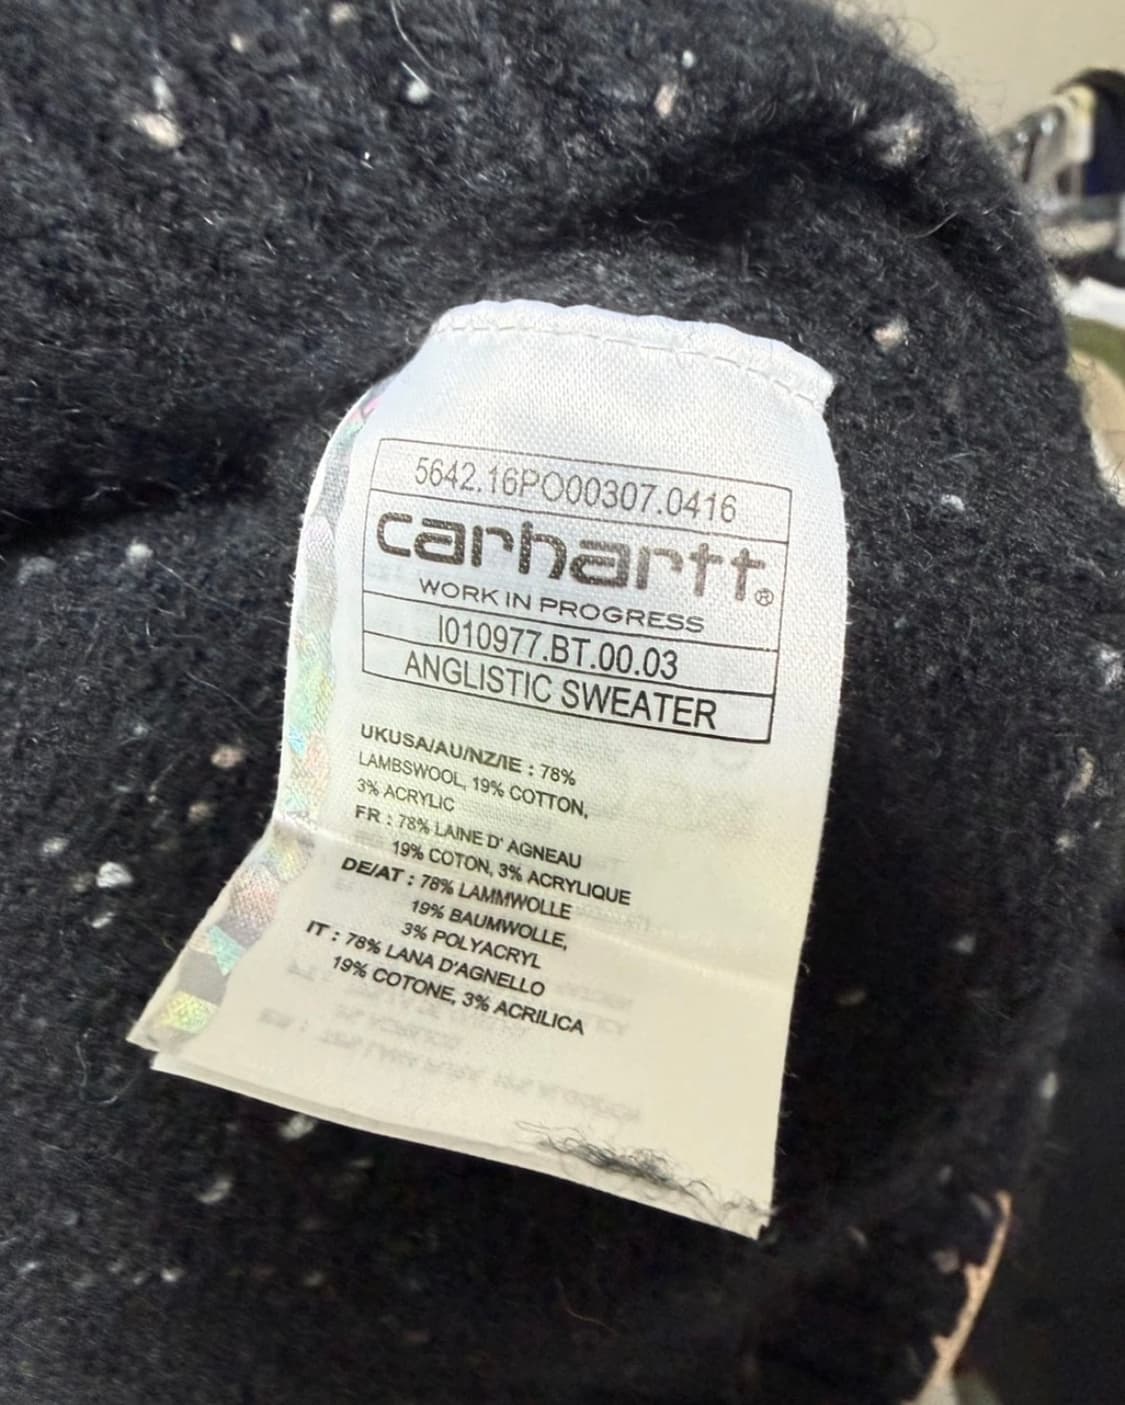 5642.16PO00307.0416
carhartt®
WORK IN PROGRESS
I010977.BT.00.03
ANGLISTIC SWEATER
UKUSA/AU/NZ/IE : 78%
LAMBSWOOL, 19% COTTON,
3% ACRYLIC
FR : 78% LAINE D' AGNEAU
19% COTON, 3% ACRYLIQUE
DE/AT : 78% LAMMWOLLE
19% BAUMWOLLE,
3% POLYACRYL
IT : 78% LANA D'AGNELLO
19% COTONE, 3% ACRILICA